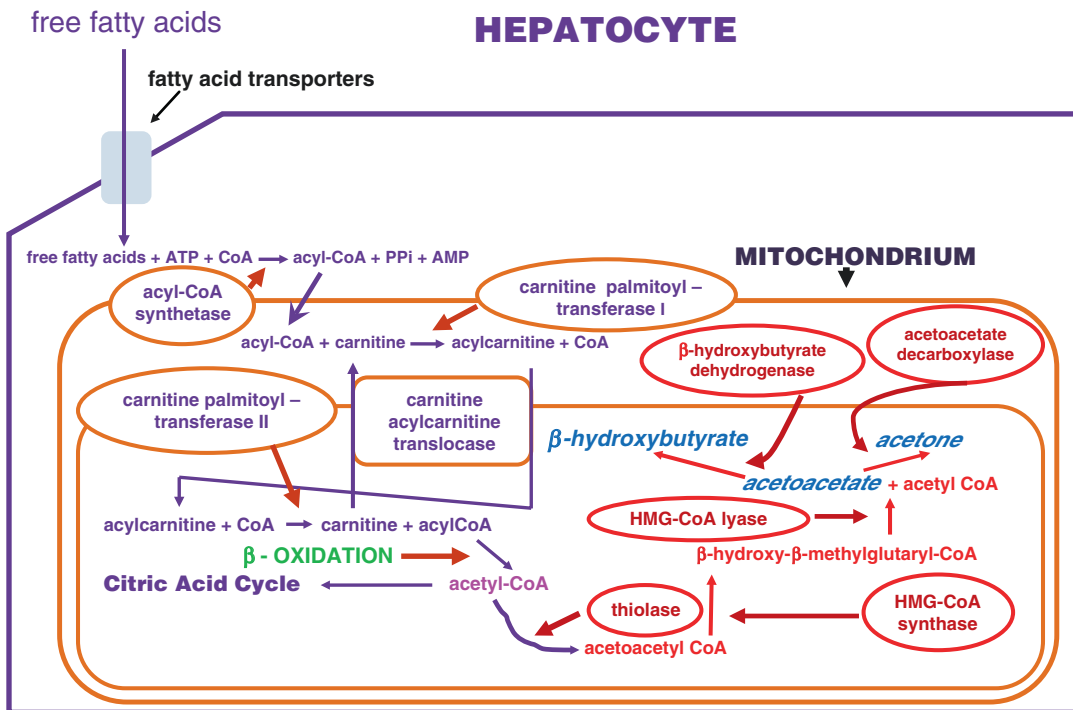 free fatty acids
HEPATOCYTE
fatty acid transporters
free fatty acids + ATP + CoA
acyl-CoA + PPi + AMP
MITOCHONDRIUM
acyl-CoA
synthetase
carnitine palmitoyl –
transferase I
acyl-CoA + carnitine
acylcarnitine + CoA
β-hydroxybutyrate
dehydrogenase
acetoacetate
decarboxylase
carnitine palmitoyl –
transferase II
carnitine
acylcarnitine
translocase
β-hydroxybutyrate
acetone
acetoacetate + acetyl CoA
acylcarnitine + CoA
carnitine + acylCoA
HMG-CoA lyase
β - OXIDATION
β-hydroxy-β-methylglutaryl-CoA
Citric Acid Cycle
acetyl-CoA
thiolase
HMG-CoA
synthase
acetoacetyl CoA